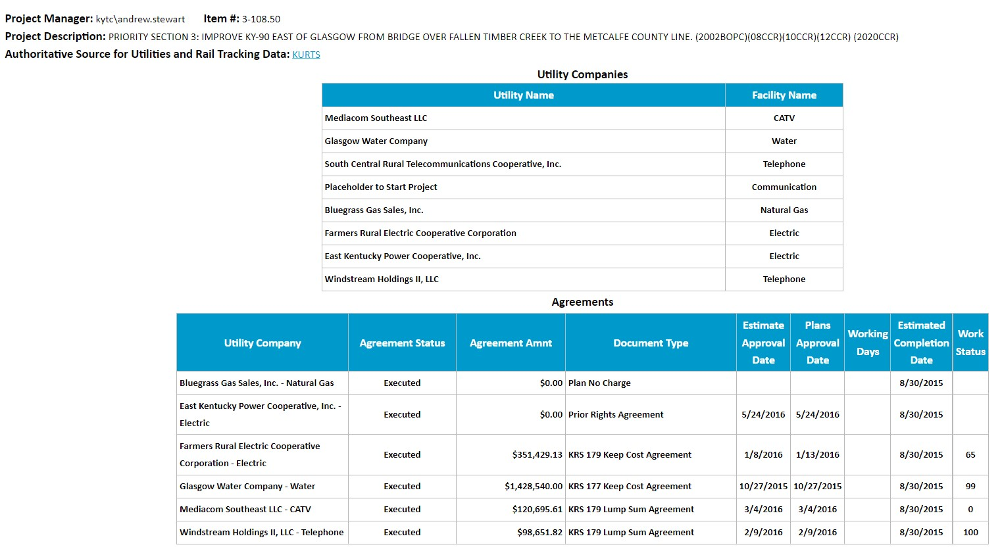 Project Manager: kytc\andrew.stewart Item #: 3-108.50
Project Description: PRIORITY SECTION 3: IMPROVE KY-90 EAST OF GLASGOW FROM BRIDGE OVER FALLEN TIMBER CREEK TO THE METCALFE COUNTY LINE. (2002BOPC)(08CCR)(10CCR)(12CCR) (2020CCR)
Authoritative Source for Utilities and Rail Tracking Data: KURTS
Utility Companies
Utility Name Facility Name
Mediacom Southeast LLC CATV
Glasgow Water Company Water
South Central Rural Telecommunications Cooperative, Inc. Telephone
Placeholder to Start Project Communication
Bluegrass Gas Sales, Inc. Natural Gas
Farmers Rural Electric Cooperative Corporation Electric
East Kentucky Power Cooperative, Inc. Electric
Windstream Holdings II, LLC Telephone
Agreements
Utility Company Agreement Status Agreement Amnt Document Type Estimate Approval Date Plans Approval Date Working Days Estimated Completion Date Work Status
Bluegrass Gas Sales, Inc. - Natural Gas Executed $0.00 Plan No Charge 8/30/2015
East Kentucky Power Cooperative, Inc. -
Electric Executed $0.00 Prior Rights Agreement 5/24/2016 5/24/2016 8/30/2015
Farmers Rural Electric Cooperative
Corporation - Electric Executed $351,429.13 KRS 179 Keep Cost Agreement 1/8/2016 1/13/2016 8/30/2015 65
Glasgow Water Company - Water Executed $1,428,540.00 KRS 177 Keep Cost Agreement 10/27/2015 10/27/2015 8/30/2015 99
Mediacom Southeast LLC - CATV Executed $120,695.61 KRS 179 Lump Sum Agreement 3/4/2016 3/4/2016 8/30/2015 0
Windstream Holdings II, LLC - Telephone Executed $98,651.82 KRS 179 Lump Sum Agreement 2/9/2016 2/9/2016 8/30/2015 100